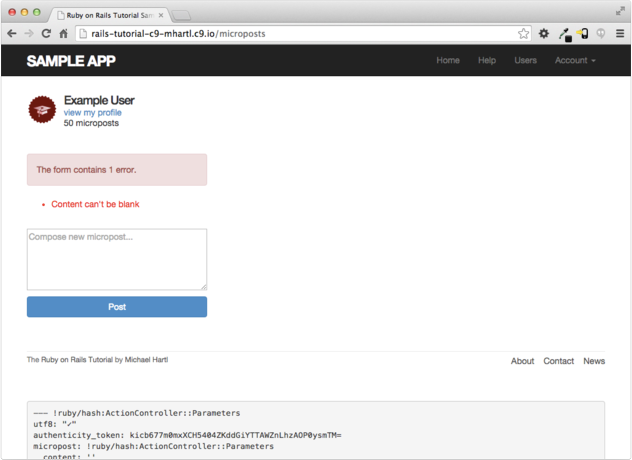 Ruby on Rails Tutorial Sam
rails-tutorial-c9-mhartl.c9.io/microposts
SAMPLE APP
Home Help Users Account
Example User
view my profile
50 microposts
The form contains 1 error.
Content can't be blank
Compose new micropost...
Post
The Ruby on Rails Tutorial by Michael Hartl
About Contact News
--- !ruby/hash:ActionController::Parameters
utf8: "✓"
authenticity_token: kicb677m0mxXCH5404ZKddGiYTTAWZnLhzAOP0ysmTM=
micropost: !ruby/hash:ActionController::Parameters
content: ''